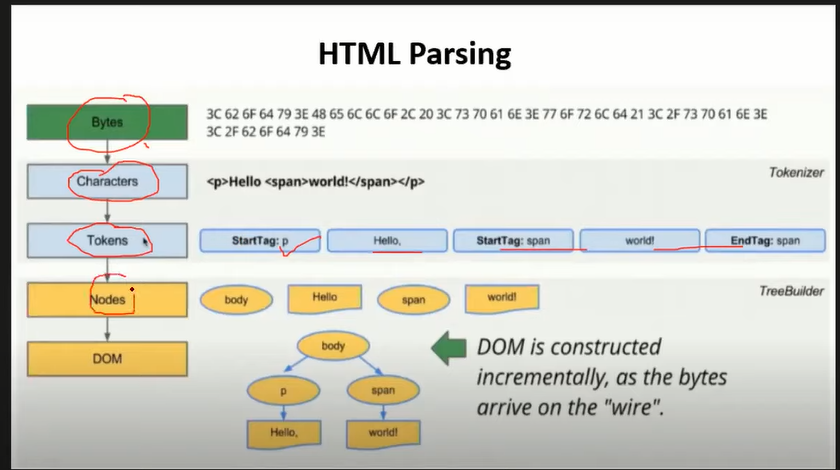 HTML Parsing
Bytes
3C 62 6F 64 79 3E 48 65 6C 6C 6F 2C 20 3C 73 70 61 6E 3E 77 6F 72 6C 64 21 3C 2F 73 70 61 6E 3E
3C 2F 62 6F 64 79 3E
Tokenizer
Characters
<p>Hello <span>world!</span></p>
Tokens
StartTag: p
Hello,
StartTag: span
world!
EndTag: span
TreeBuilder
Nodes
body
Hello
span
world!
DOM
body
p
span
Hello,
world!
DOM is constructed
incrementally, as the bytes
arrive on the "wire".